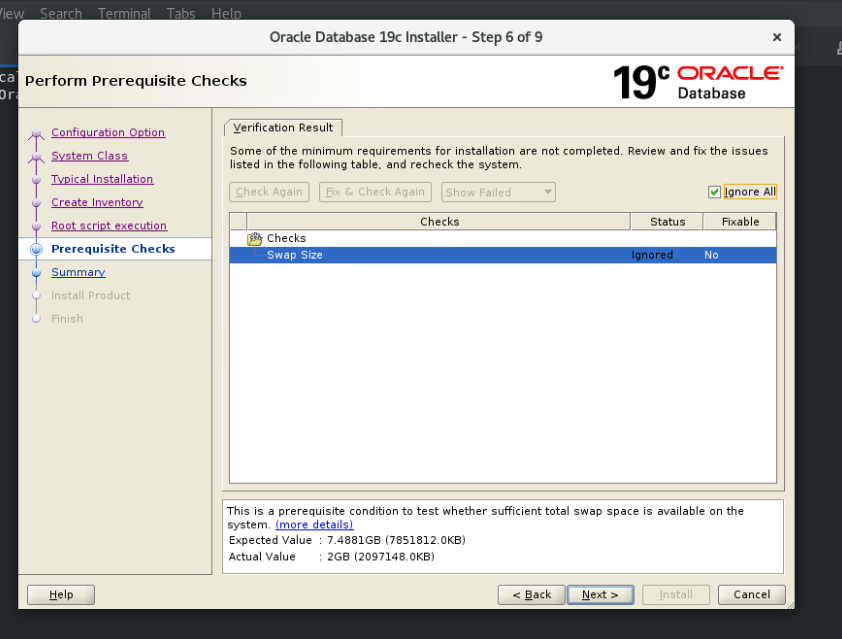 View Search Terminal Tabs Help
Oracle Database 19c Installer - Step 6 of 9
Perform Prerequisite Checks
19c ORACLE
Database
Configuration Option
System Class
Typical Installation
Create Inventory
Root script execution
Prerequisite Checks
Summary
Install Product
Finish
Verification Result
Some of the minimum requirements for installation are not completed. Review and fix the issues
listed in the following table, and recheck the system.
Check Again Fix & Check Again Show Failed Ignore All
Checks Status Fixable
Checks
Swap Size Ignored No
This is a prerequisite condition to test whether sufficient total swap space is available on the
system. (more details)
Expected Value : 7.4881GB (7851812.0KB)
Actual Value : 2GB (2097148.0KB)
Help < Back Next > Install Cancel